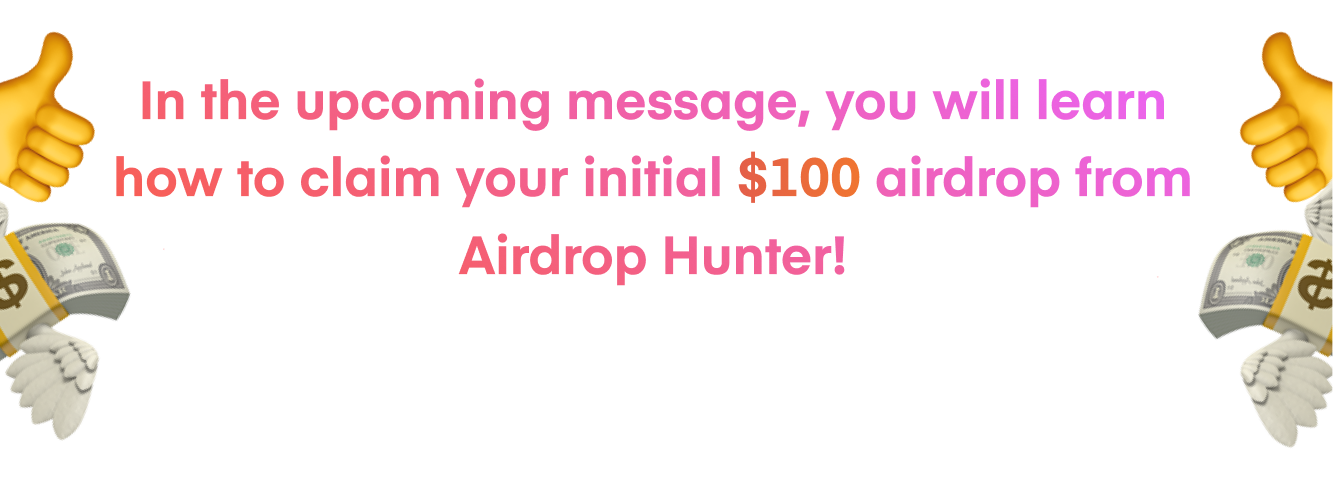 In the upcoming message, you will learn
how to claim your initial $100 airdrop from
Airdrop Hunter!